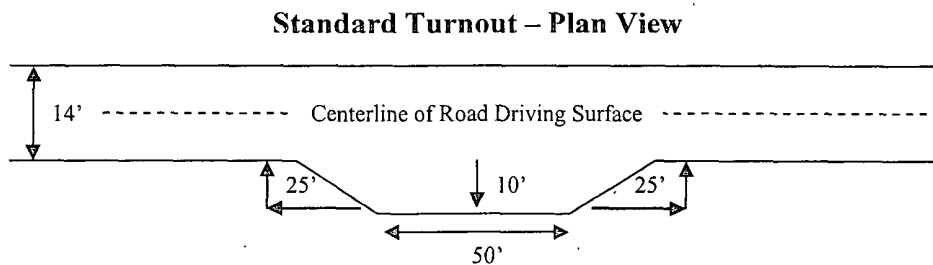 Standard Turnout – Plan View
14'
Centerline of Road Driving Surface
25'
10'
25'
50'